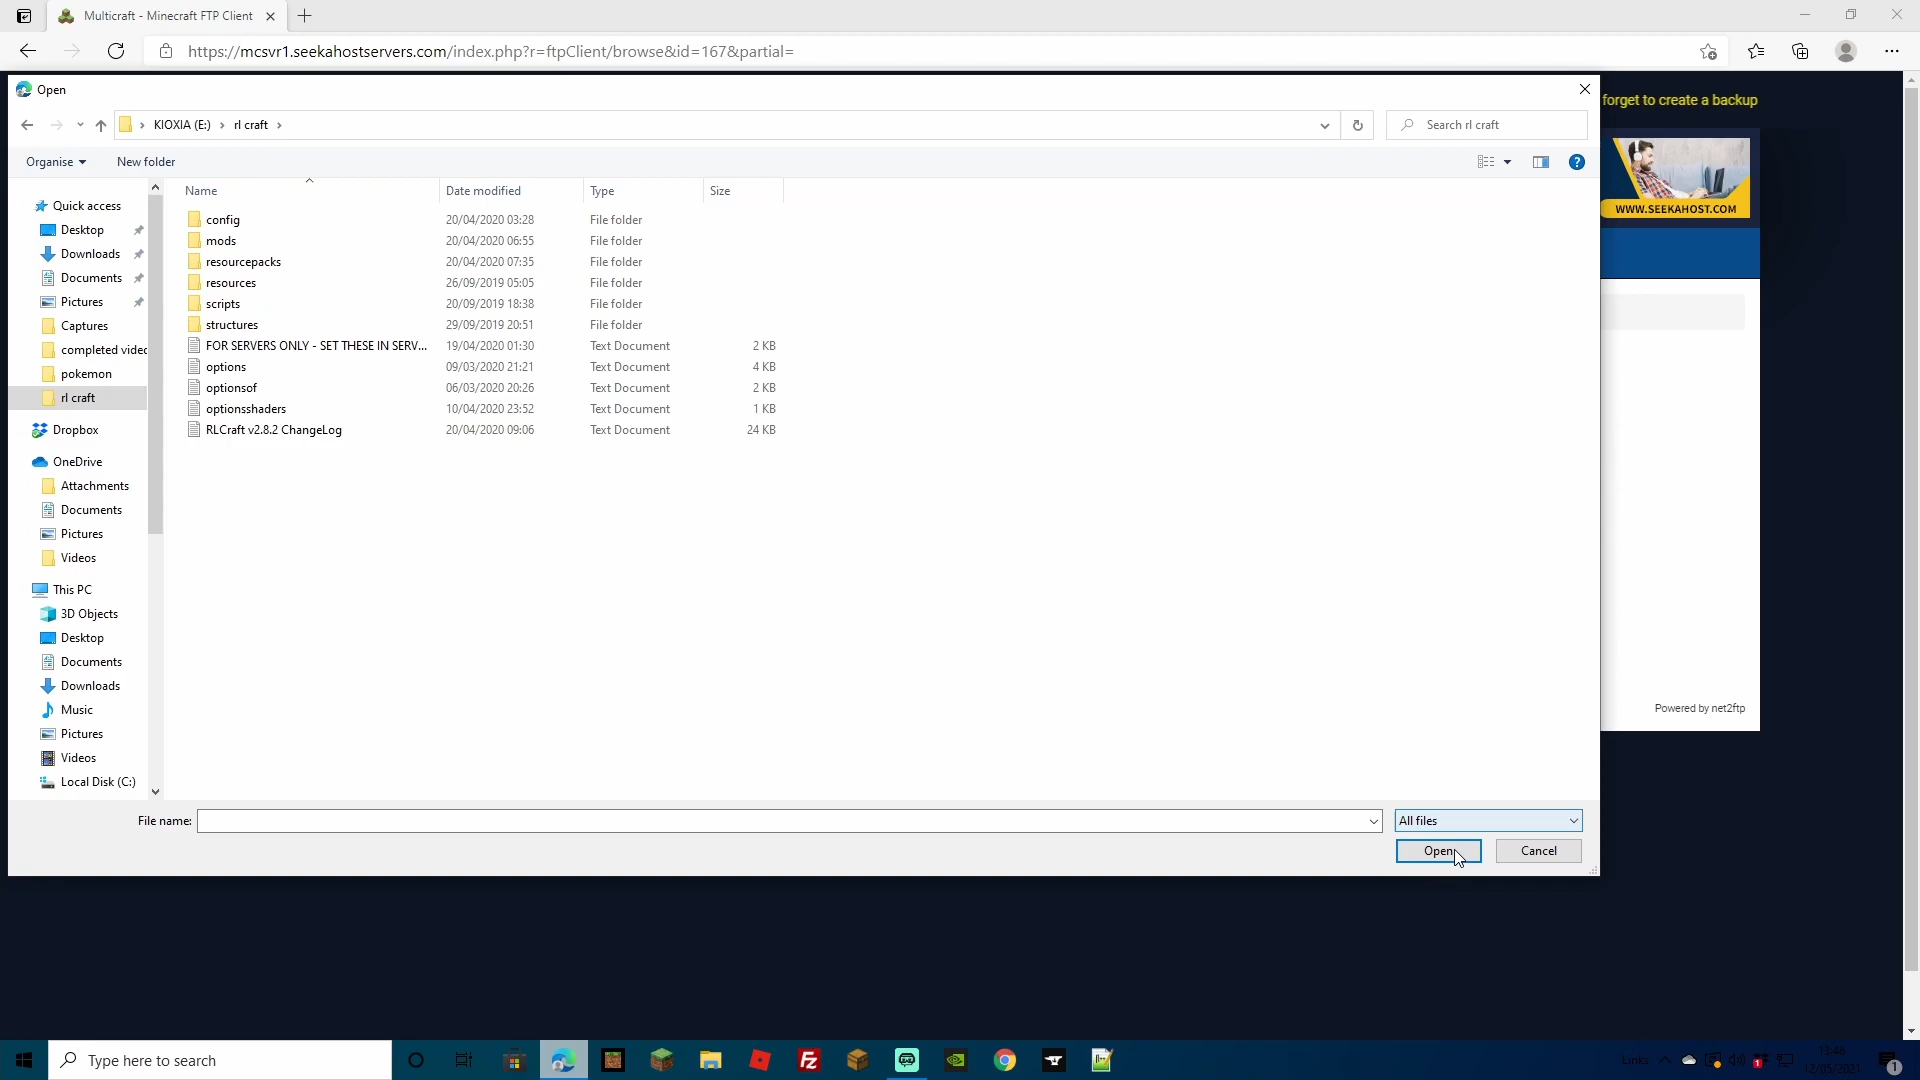 Multicraft - Minecraft FTP Client
https://mcsvr1.seekahostservers.com/index.php?r=ftpClient/browse&id=167&partial=
Open
forget to create a backup
KIOXIA (E:) > rl craft >
Search rl craft
Organise
New folder
WWW.SEEKAHOST.COM
Name Date modified Type Size
Quick access
Desktop
Downloads
Documents
Pictures
Captures
completed videc
pokemon
rl craft
Dropbox
OneDrive
Attachments
Documents
Pictures
Videos
This PC
3D Objects
Desktop
Documents
Downloads
Music
Pictures
Videos
Local Disk (C:)
config 20/04/2020 03:28 File folder
mods 20/04/2020 06:55 File folder
resourcepacks 20/04/2020 07:35 File folder
resources 26/09/2019 05:05 File folder
scripts 20/09/2019 18:38 File folder
structures 29/09/2019 20:51 File folder
FOR SERVERS ONLY - SET THESE IN SERV... 19/04/2020 01:30 Text Document 2 KB
options 09/03/2020 21:21 Text Document 4 KB
optionsof 06/03/2020 20:26 Text Document 2 KB
optionsshaders 10/04/2020 23:52 Text Document 1 KB
RLCraft v2.8.2 ChangeLog 20/04/2020 09:06 Text Document 24 KB
Powered by net2ftp
File name:
All files
Open
Cancel
Type here to search
Links
13:46
12/05/2021